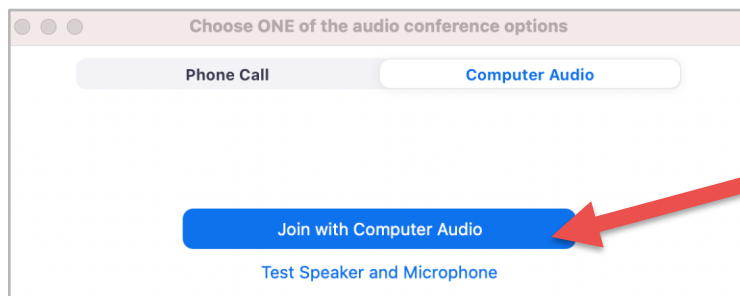 Choose ONE of the audio conference options
Phone Call Computer Audio
Join with Computer Audio
Test Speaker and Microphone